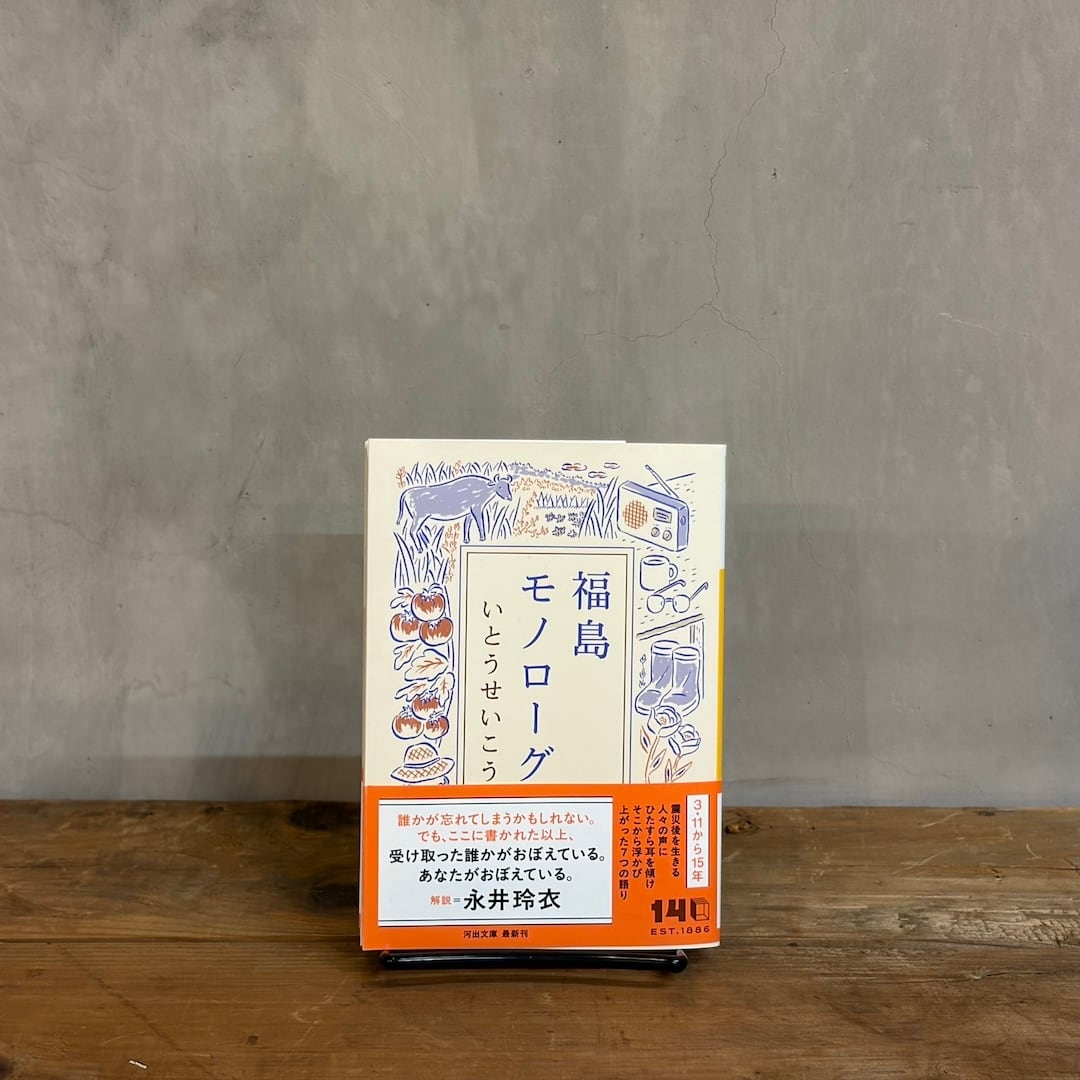 福島
モノローグ
いとうせいこう
誰かが忘れてしまうかもしれない。
でも、ここに書かれた以上、
受け取った誰かがおぼえている。
あなたがおぼえている。
解説=永井玲衣
河出文庫 最新刊
3・11から15年
震災後を生きる
人々の声に
ひたすら耳を傾け
そこから浮かび
上がった7つの語り
140
EST.1886